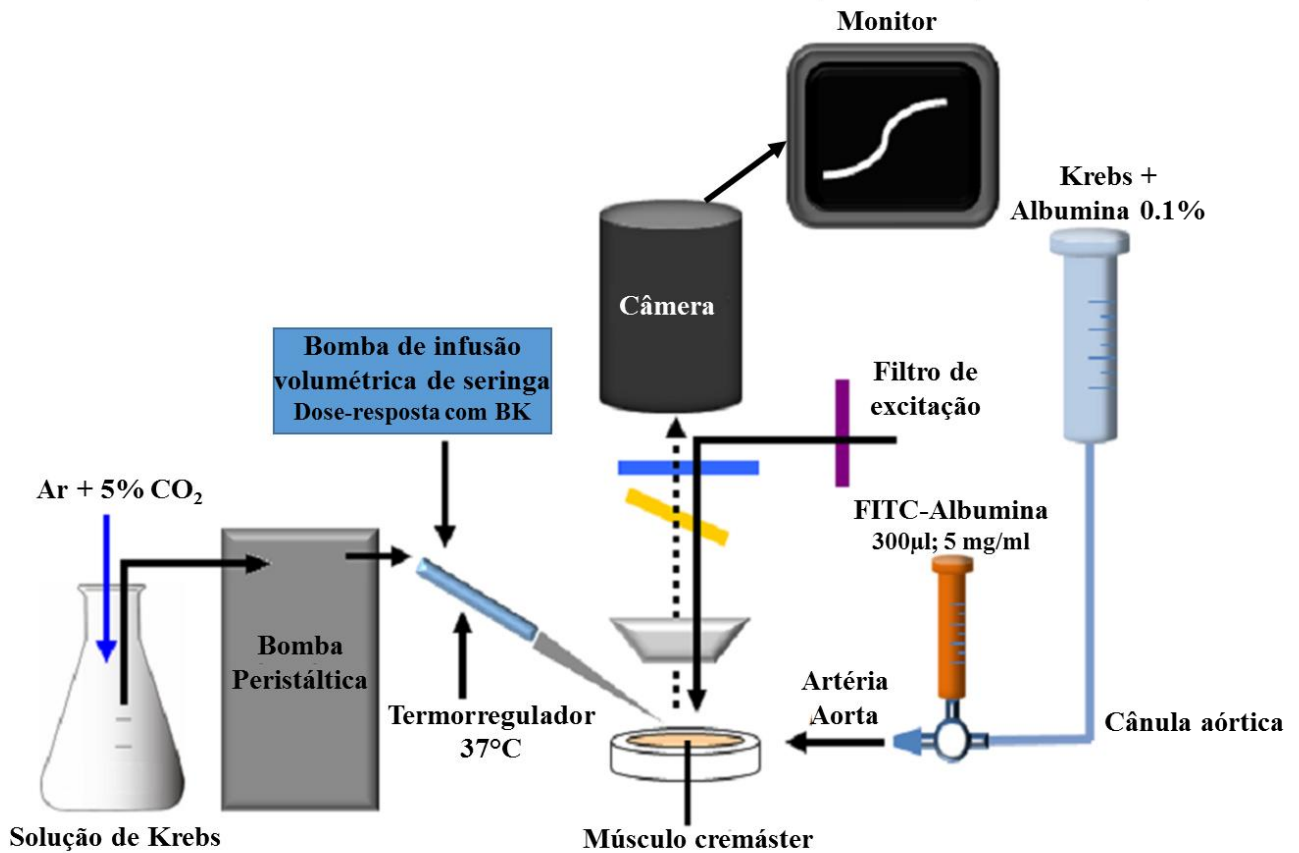 Monitor
Krebs +
Albumina 0.1%
Câmera
Bomba de infusão
volumétrica de seringa
Dose-resposta com BK
Filtro de
excitação
Ar + 5% CO₂
FITC-Albumina
300µl; 5 mg/ml
Bomba
Peristáltica
Termorregulador
37°C
Artéria
Aorta
Cânula aórtica
Solução de Krebs
Músculo cremáster